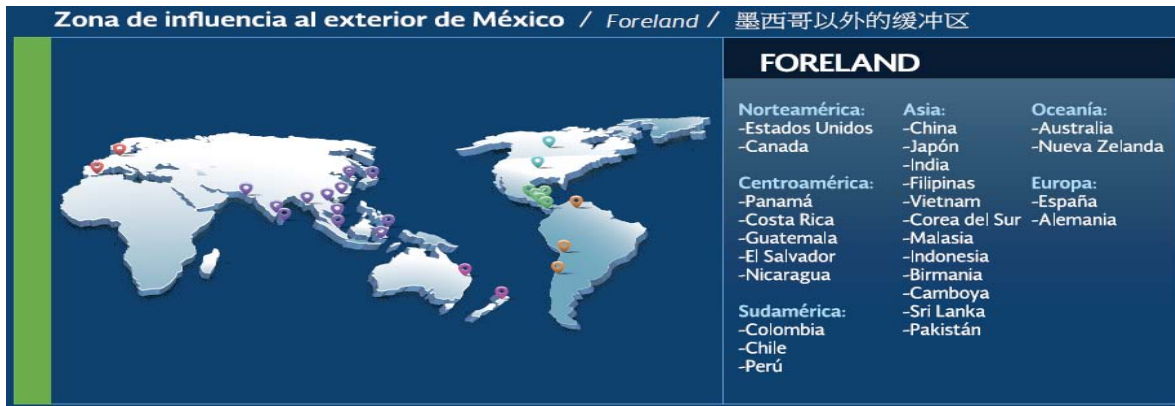 Zona de influencia al exterior de México / Foreland / 墨西哥以外的缓冲区
FORELAND
Norteamérica:
-Estados Unidos
-Canada
Centroamérica:
-Panamá
-Costa Rica
-Guatemala
-El Salvador
-Nicaragua
Sudamérica:
-Colombia
-Chile
-Perú
Asia:
-China
-Japón
-India
-Filipinas
-Vietnam
-Corea del Sur
-Malasia
-Indonesia
-Birmania
-Camboya
-Sri Lanka
-Pakistán
Oceanía:
-Australia
-Nueva Zelanda
Europa:
-España
-Alemania